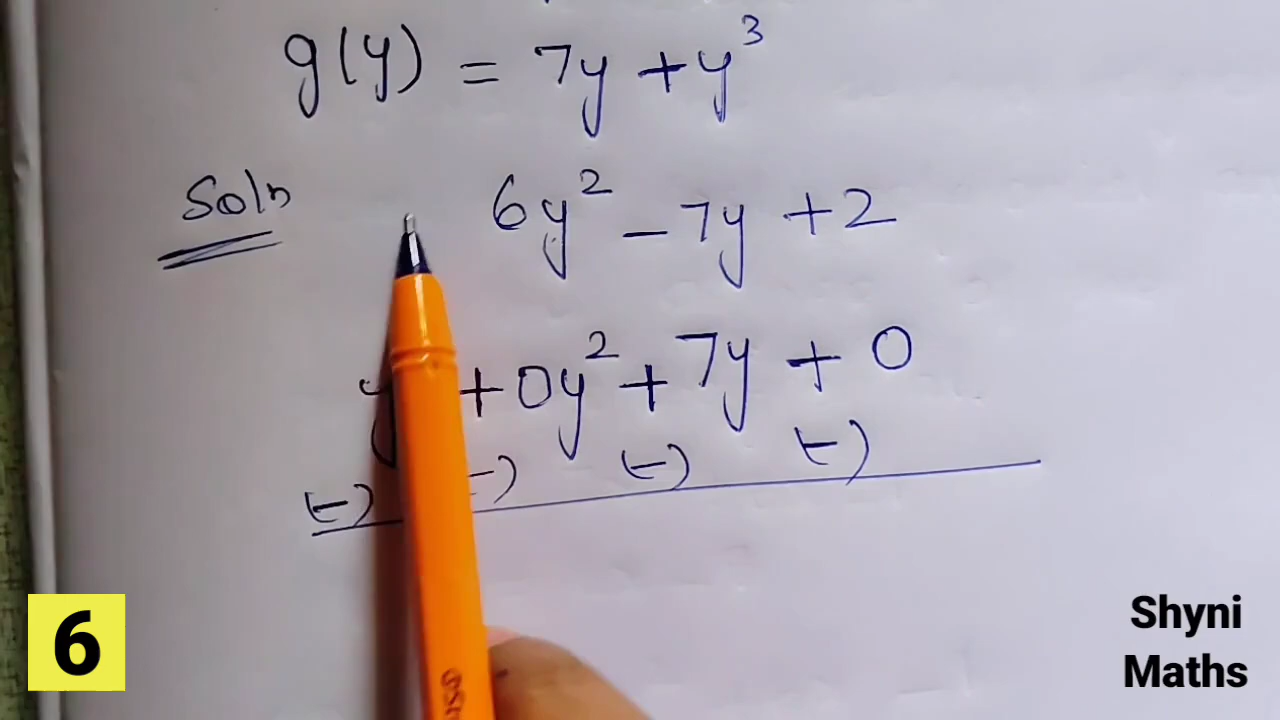 g(y) = 7y + y³
Soln
6y² - 7y + 2
y + 0y² + 7y + 0
(-) (-) (-) (-)
6
Shyni
Maths